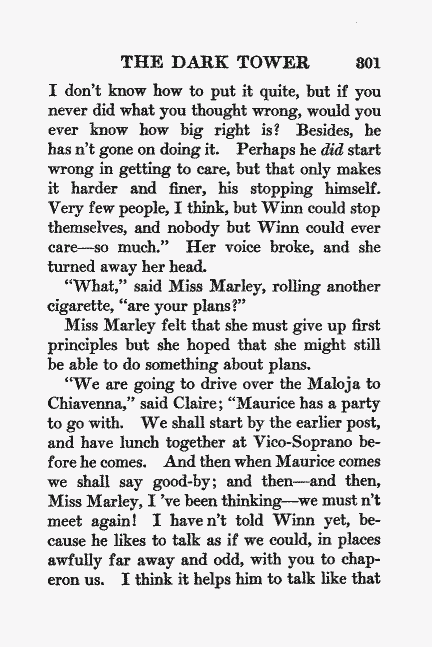 THE DARK TOWER 301
I don't know how to put it quite, but if you
never did what you thought wrong, would you
ever know how big right is? Besides, he
has n't gone on doing it. Perhaps he did start
wrong in getting to care, but that only makes
it harder and finer, his stopping himself.
Very few people, I think, but Winn could stop
themselves, and nobody but Winn could ever
care—so much." Her voice broke, and she
turned away her head.
"What," said Miss Marley, rolling another
cigarette, "are your plans?"
Miss Marley felt that she must give up first
principles but she hoped that she might still
be able to do something about plans.
"We are going to drive over the Maloja to
Chiavenna," said Claire; "Maurice has a party
to go with. We shall start by the earlier post,
and have lunch together at Vico-Soprano be-
fore he comes. And then when Maurice comes
we shall say good-by; and then—and then,
Miss Marley, I 've been thinking—we must n't
meet again! I have n't told Winn yet, be-
cause he likes to talk as if we could, in places
awfully far away and odd, with you to chap-
eron us. I think it helps him to talk like that